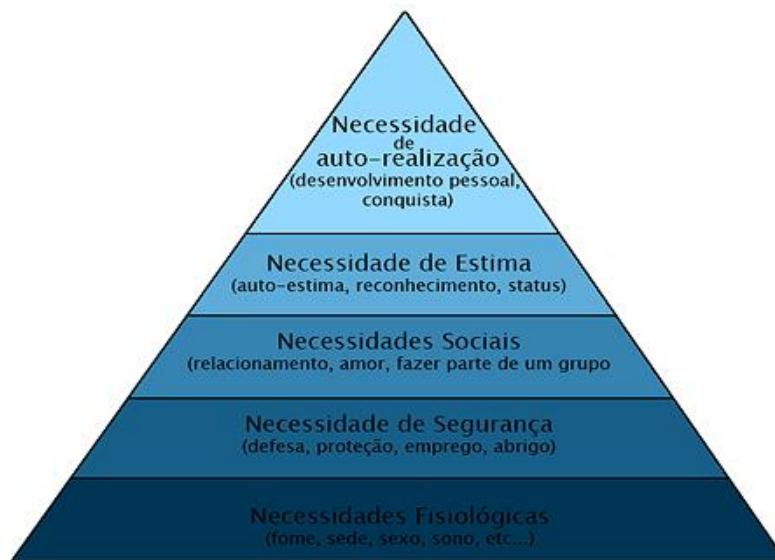 Necessidade
de
auto-realização
(desenvolvimento pessoal,
conquista)
Necessidade de Estima
(auto-estima, reconhecimento, status)
Necessidades Sociais
(relacionamento, amor, fazer parte de um grupo
Necessidade de Segurança
(defesa, proteção, emprego, abrigo)
Necessidades Fisiológicas
(fome, sede, sexo, sono, etc...)